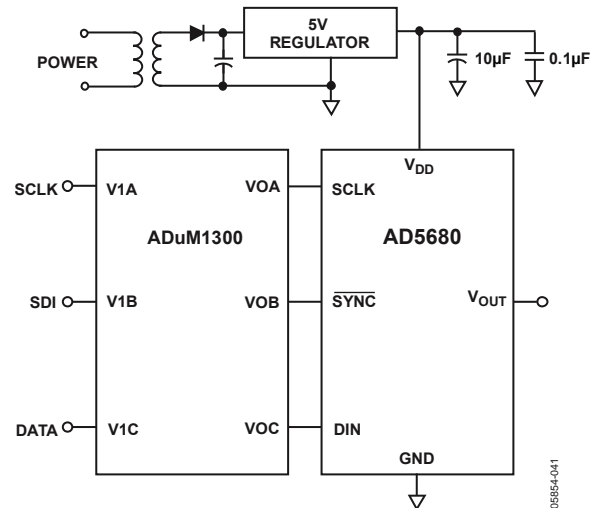 5V
REGULATOR
POWER
10µF
0.1µF
VDD
SCLK
V1A
VOA
SCLK
ADuM1300
AD5680
SDI
V1B
VOB
SYNC
VOUT
DATA
V1C
VOC
DIN
GND
05854-041